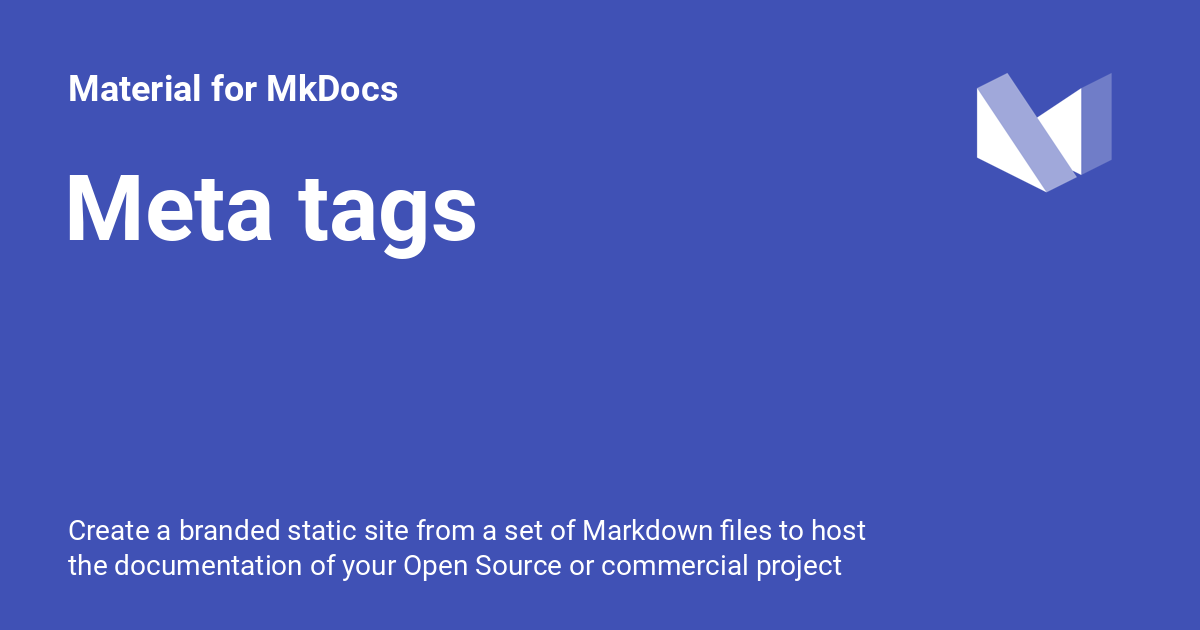 Material for MkDocs
Meta tags
Create a branded static site from a set of Markdown files to host
the documentation of your Open Source or commercial project